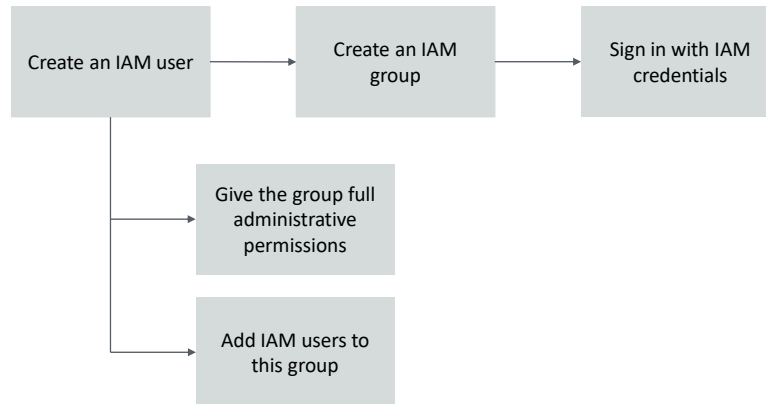 Create an IAM user
Create an IAM
group
Sign in with IAM
credentials
Give the group full
administrative
permissions
Add IAM users to
this group